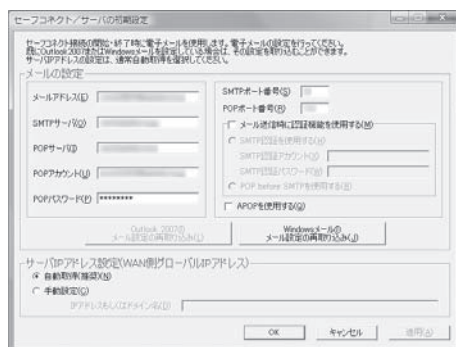 セーフコネクト／サーバの初期設定
セーフコネクト接続の開始・終了時に電子メールを使用します。電子メールの設定を行ってください。
既にOutlook 2007またはWindowsメールを設定している場合は、その設定を取り込むことができます。
サーバIPアドレスの設定は、通常自動取得を選択してください。
メールの設定
メールアドレス(E)
SMTPサーバ(O)
POPサーバ(I)
POPアカウント(U)
POPパスワード(P) ********
SMTPポート番号(S)
POPポート番号(R)
メール送信時に認証機能を使用する(M)
SMTP認証を使用する(H)
SMTP認証アカウント(X)
SMTP認証パスワード(W)
POP before SMTPを使用する(B)
APOPを使用する(Q)
Outlook 2007の
メール設定の再取り込み(L)
Windowsメールの
メール設定の再取り込み(J)
サーバIPアドレス設定(WAN側グローバルIPアドレス)
自動取得(推奨)(N)
手動設定(G)
IPアドレスもしくはドメイン名(D)
OK
キャンセル
適用(A)